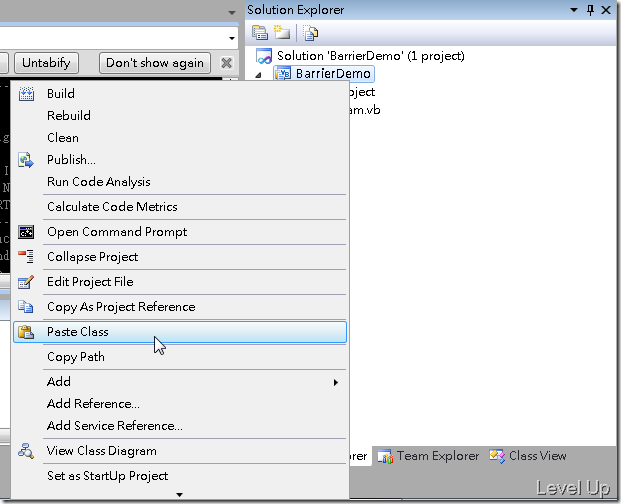 Solution Explorer
Untabify
Don't show again
Solution 'BarrierDemo' (1 project)
BarrierDemo
oject
am.vb
Build
Rebuild
Clean
Publish...
Run Code Analysis
Calculate Code Metrics
Open Command Prompt
Collapse Project
Edit Project File
Copy As Project Reference
Paste Class
Copy Path
Add
Add Reference...
Add Service Reference...
View Class Diagram
Set as StartUp Project
rer
Team Explorer
Class View
Level Up